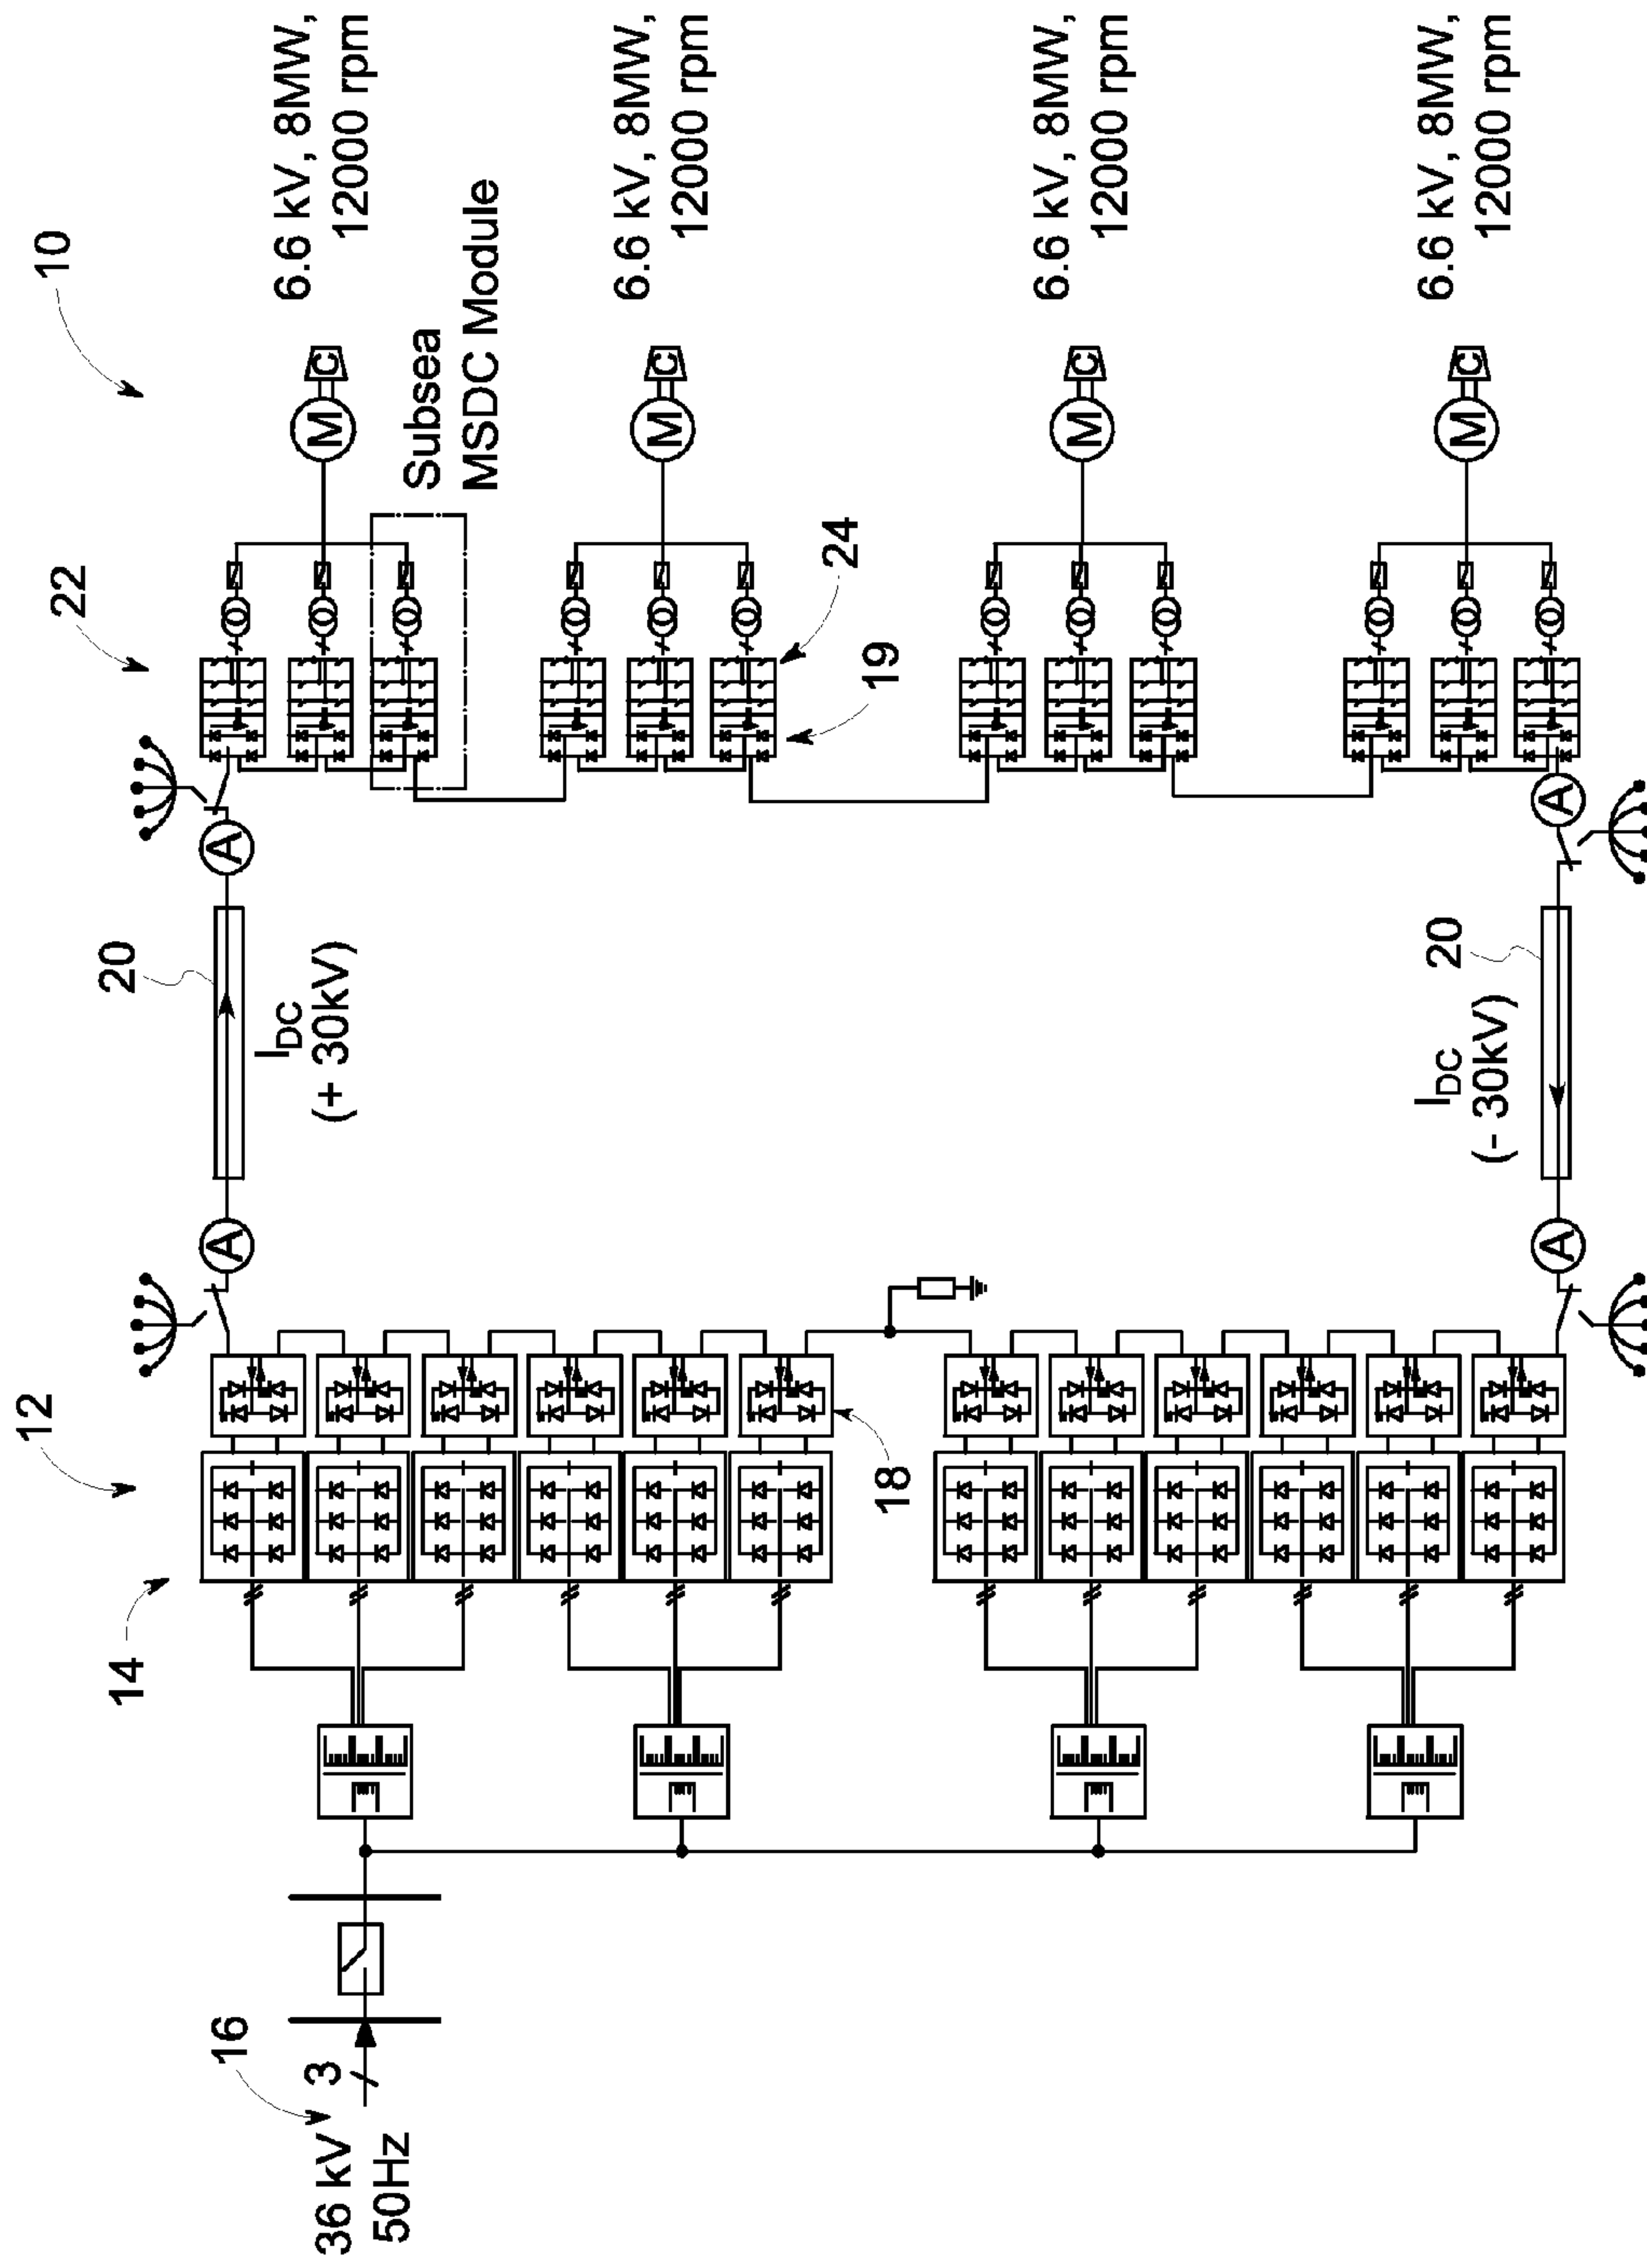 10
22
12
14
16
36 kV
3
50Hz
20
I_DC
(+ 30kV)
6.6 kV, 8MW,
12000 rpm
Subsea
MSDC Module
M
C
A
A
6.6 kV, 8MW,
12000 rpm
M
C
24
19
18
6.6 kV, 8MW,
12000 rpm
M
C
6.6 kV, 8MW,
12000 rpm
M
C
20
I_DC
(- 30kV)
A
A